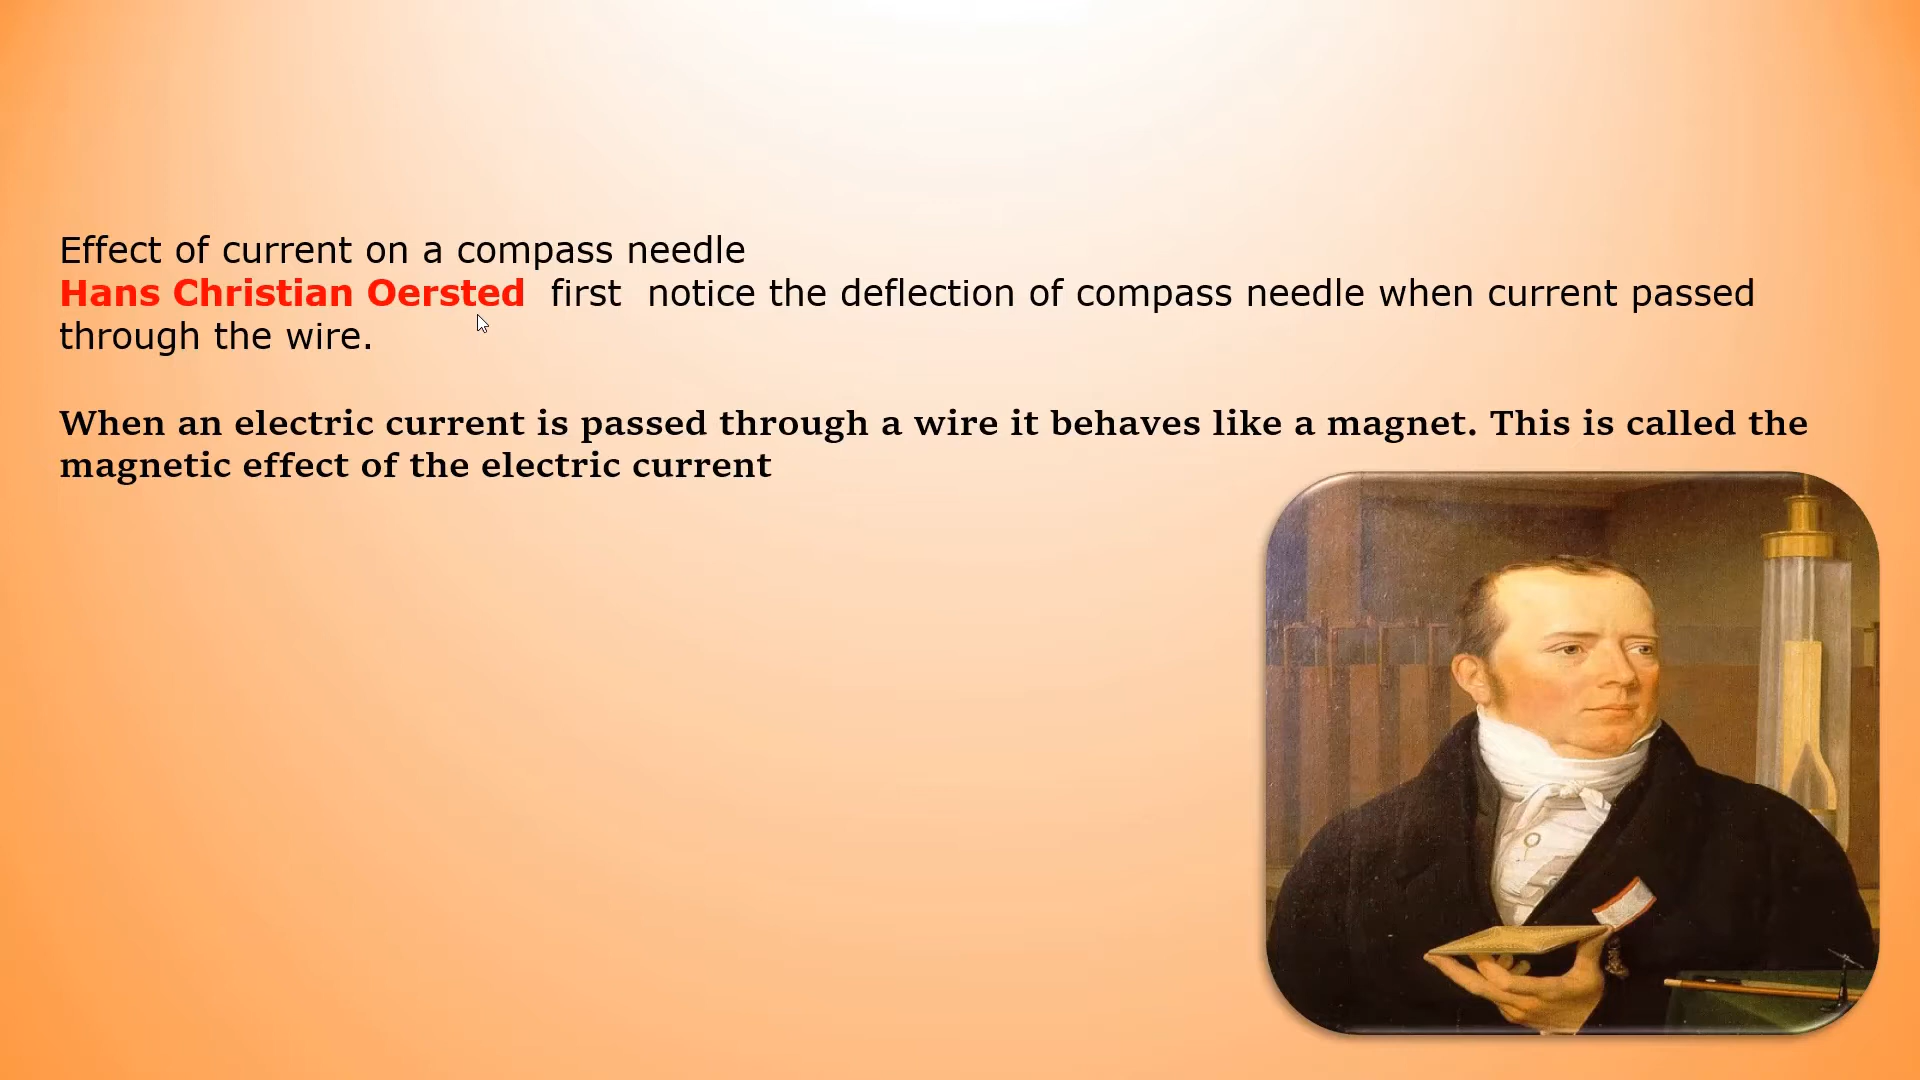 Effect of current on a compass needle
Hans Christian Oersted  first  notice the deflection of compass needle when current passed
through the wire.
When an electric current is passed through a wire it behaves like a magnet. This is called the
magnetic effect of the electric current